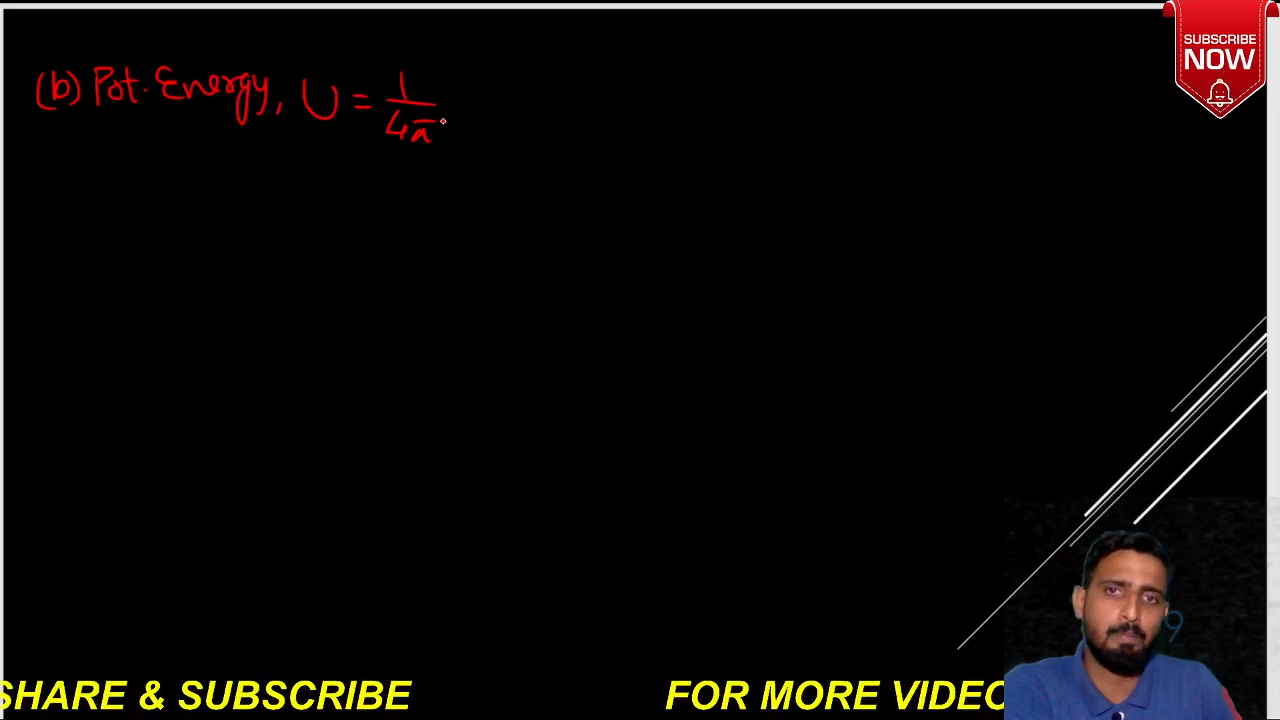 SUBSCRIBE
NOW
(b) Pot. Energy, U = 1/4π
SHARE & SUBSCRIBE FOR MORE VIDEO